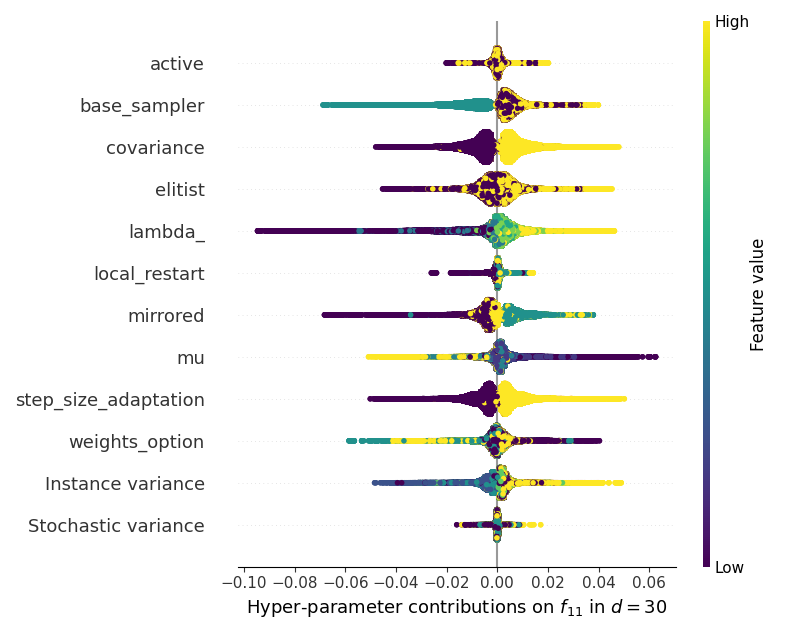 High
active
base_sampler
covariance
elitist
lambda_
local_restart
mirrored
mu
step_size_adaptation
weights_option
Instance variance
Stochastic variance
Feature value
Low
−0.10 −0.08 −0.06 −0.04 −0.02 0.00 0.02 0.04 0.06
Hyper-parameter contributions on f₁₁ in d = 30